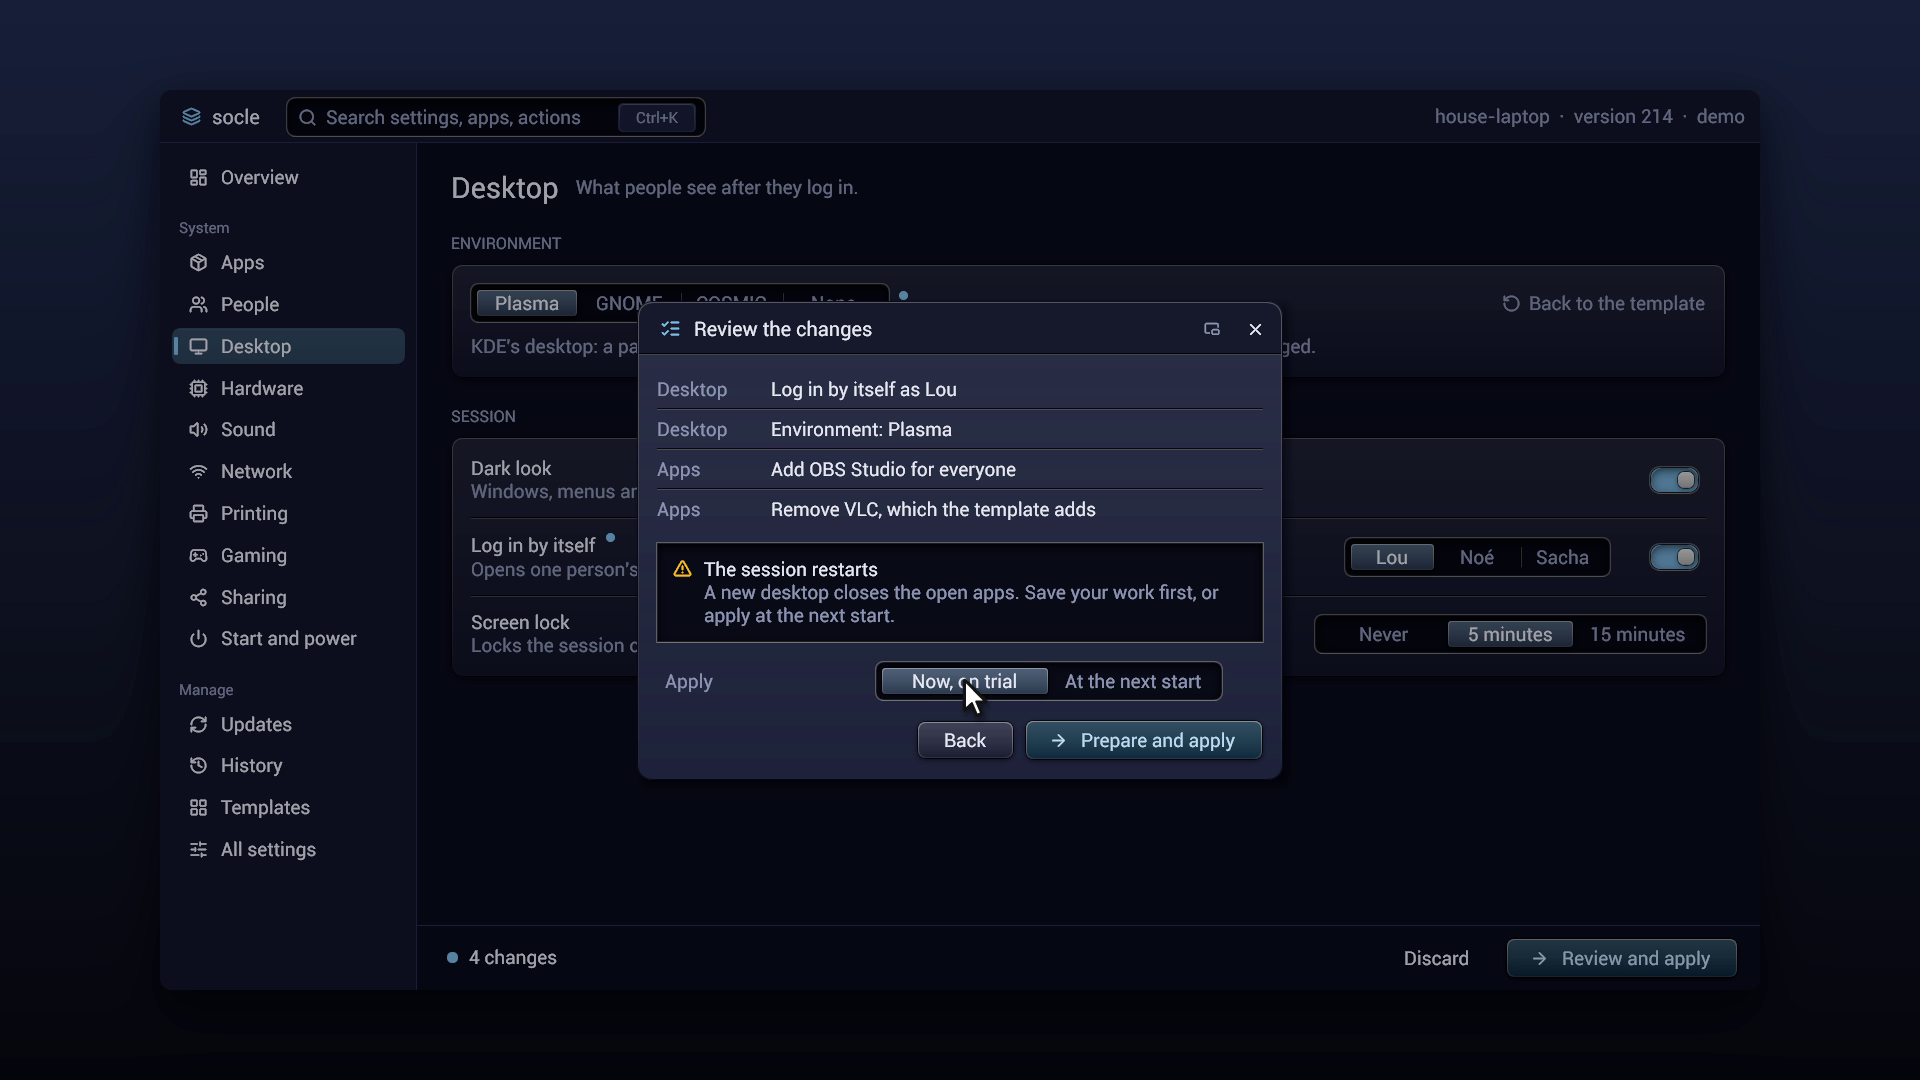 socle
Search settings, apps, actions
Ctrl+K
house-laptop · version 214 · demo
Overview
System
Apps
People
Desktop
Hardware
Sound
Network
Printing
Gaming
Sharing
Start and power
Manage
Updates
History
Templates
All settings
Desktop
What people see after they log in.
ENVIRONMENT
Plasma
Back to the template
KDE's desktop: a
SESSION
Dark look
Windows, menus
Log in by itself
Opens one person's
Lou
Noé
Sacha
Screen lock
Locks the session
Never
5 minutes
15 minutes
Review the changes
Desktop
Log in by itself as Lou
Desktop
Environment: Plasma
Apps
Add OBS Studio for everyone
Apps
Remove VLC, which the template adds
The session restarts
A new desktop closes the open apps. Save your work first, or
apply at the next start.
Apply
Now, on trial
At the next start
Back
Prepare and apply
4 changes
Discard
Review and apply